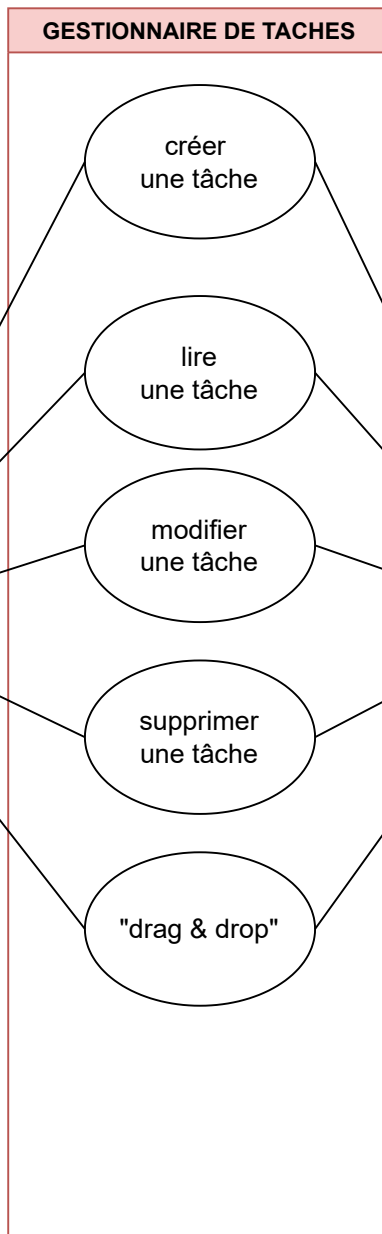 GESTIONNAIRE DE TACHES
créer
une tâche
lire
une tâche
modifier
une tâche
supprimer
une tâche
"drag & drop"